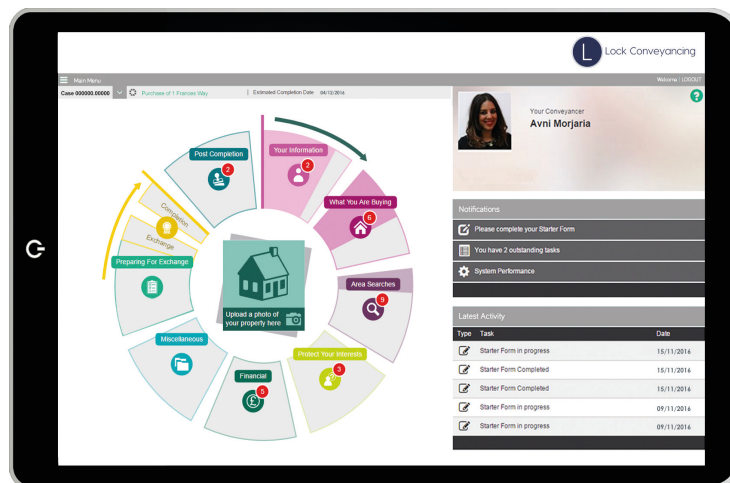 L
Lock Conveyancing
Main Menu
Welcome | LOGOUT
Case 000000.00000
Purchase of 1 Frances Way
| Estimated Completion Date 04/12/2014
?
Your Conveyancer
Avni Morjaria
Post Completion
2
Your Information
2
What You Are Buying
6
Completion
Exchange
Preparing For Exchange
Area Searches
9
Upload a photo of
your property here
Miscellaneous
Protect Your Interests
3
Financial
5
£
Notifications
Please complete your Starter Form
You have 2 outstanding tasks
System Performance
Latest Activity
Type Task Date
Starter Form in progress 15/11/2016
Starter Form Completed 15/11/2016
Starter Form Completed 15/11/2016
Starter Form in progress 09/11/2016
Starter Form in progress 09/11/2016